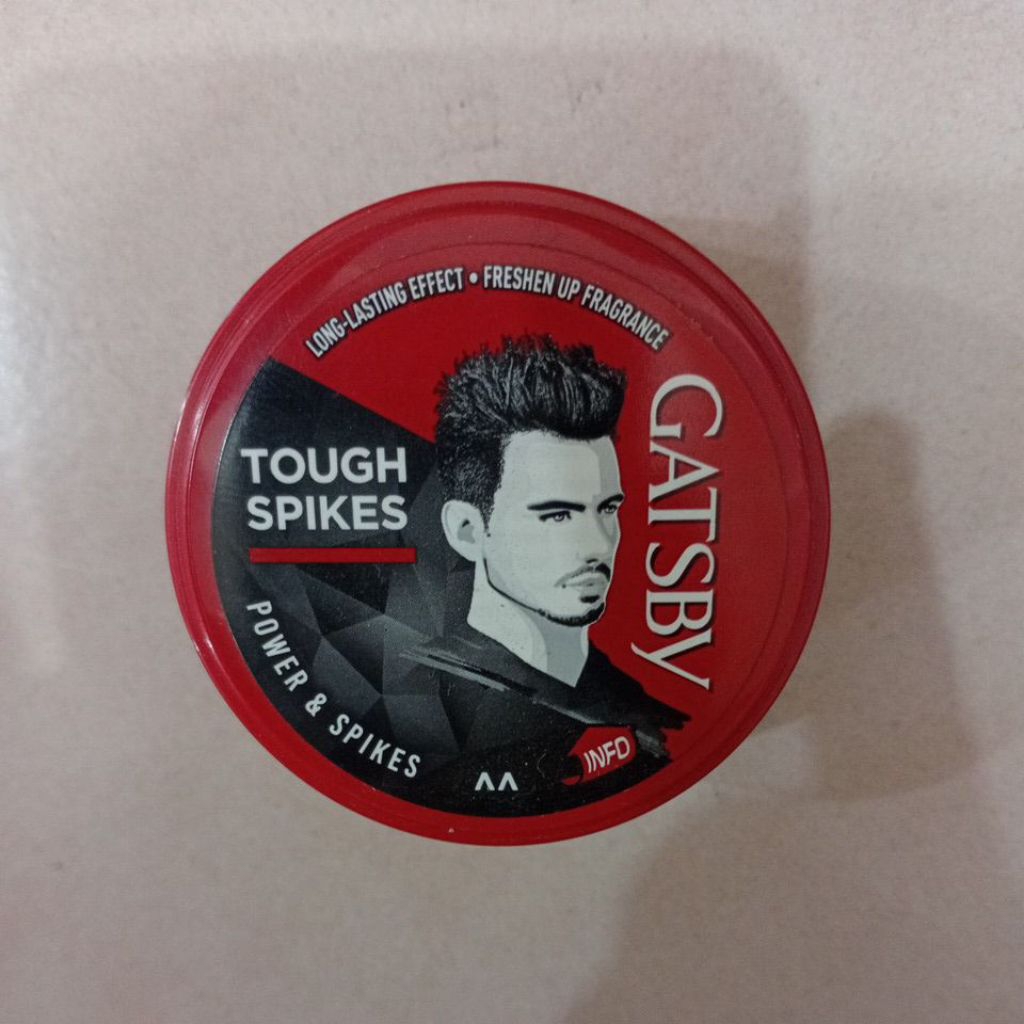 LONG-LASTING EFFECT • FRESHEN UP FRAGRANCE
GATSBY
TOUGH
SPIKES
POWER & SPIKES
INFO